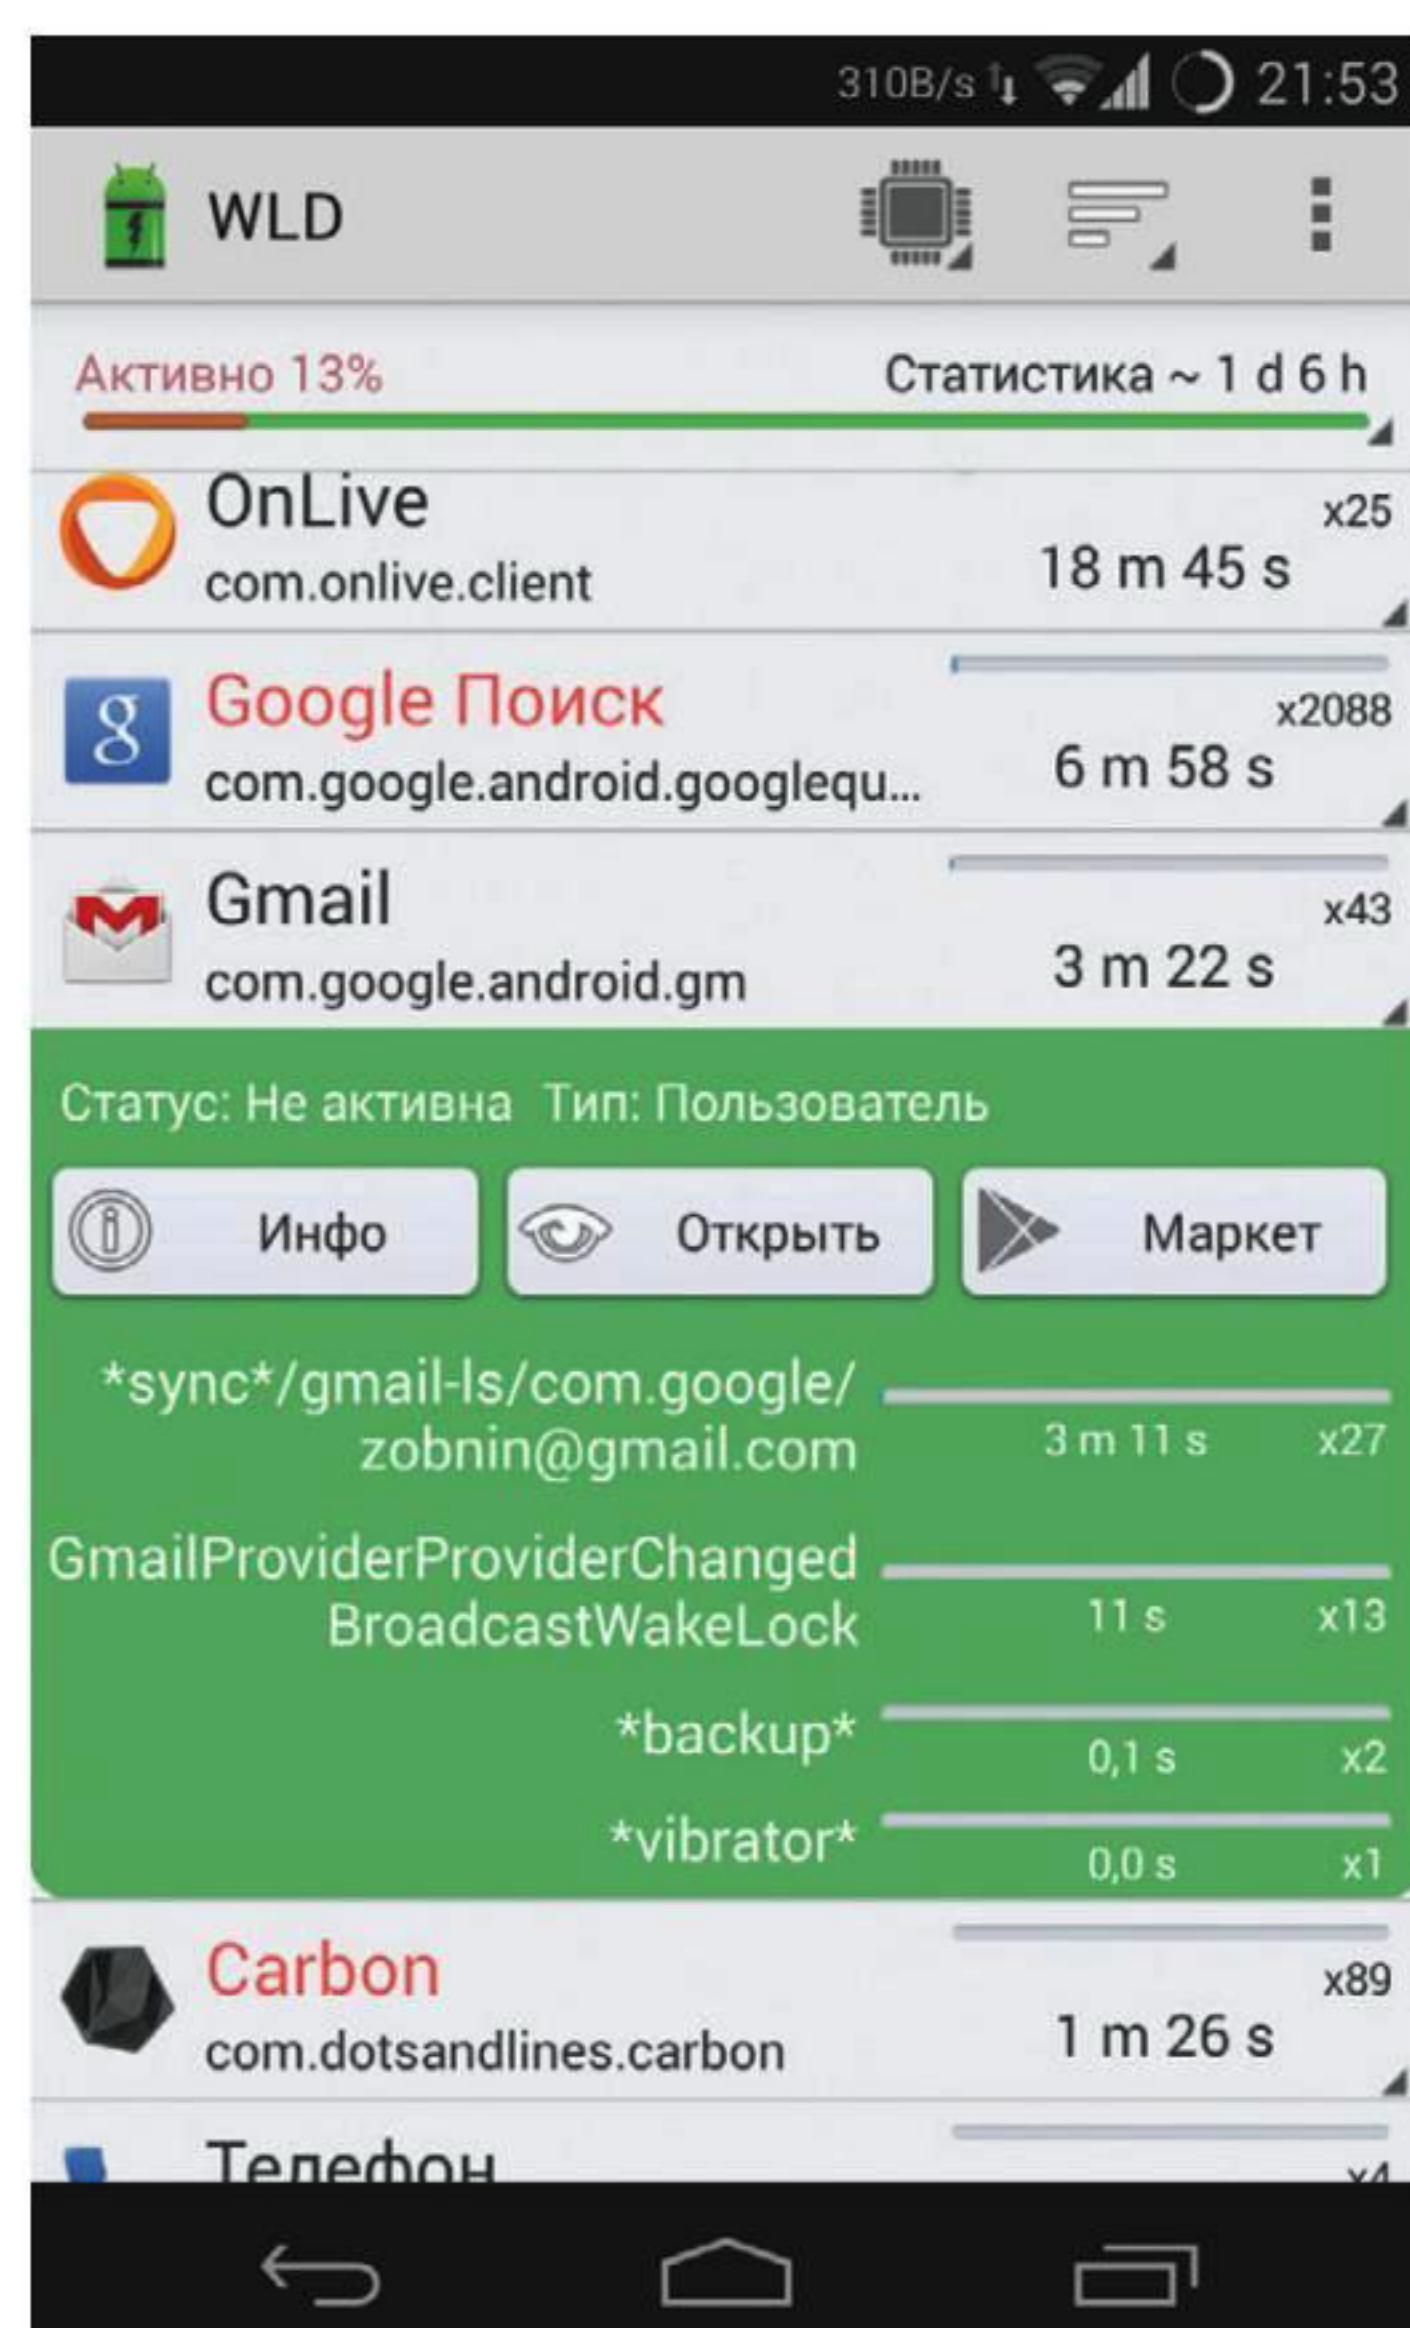 310B/s 21:53
WLD
Активно 13% Статистика ~ 1 d 6 h
OnLive x25
com.onlive.client 18 m 45 s
Google Поиск x2088
com.google.android.googlequ... 6 m 58 s
Gmail x43
com.google.android.gm 3 m 22 s
Статус: Не активна Тип: Пользователь
Инфо Открыть Маркет
*sync*/gmail-ls/com.google/
zobnin@gmail.com 3 m 11 s x27
GmailProviderProviderChanged
BroadcastWakeLock 11 s x13
*backup* 0,1 s x2
*vibrator* 0,0 s x1
Carbon x89
com.dotsandlines.carbon 1 m 26 s
Телефон x4